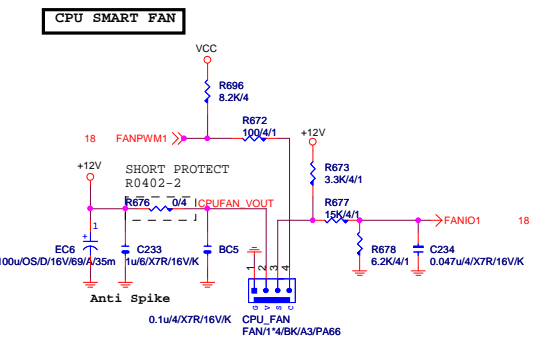 CPU SMART FAN
VCC
R696
8.2K/4
R672
100/4/1
18 FANPWM1
+12V
+12V
SHORT PROTECT
R0402-2
R673
3.3K/4/1
R676 0/4 CPUFAN_VOUT
R677
15K/4/1
FANIO1 18
1
+
EC6
100u/OS/D/16V/69/A/35m
C233
1u/6/X7R/16V/K
BC5
R678
6.2K/4/1
C234
0.047u/4/X7R/16V/K
1 2 3 4
Anti Spike
G V S C
0.1u/4/X7R/16V/K
CPU_FAN
FAN/1*4/BK/A3/PA66